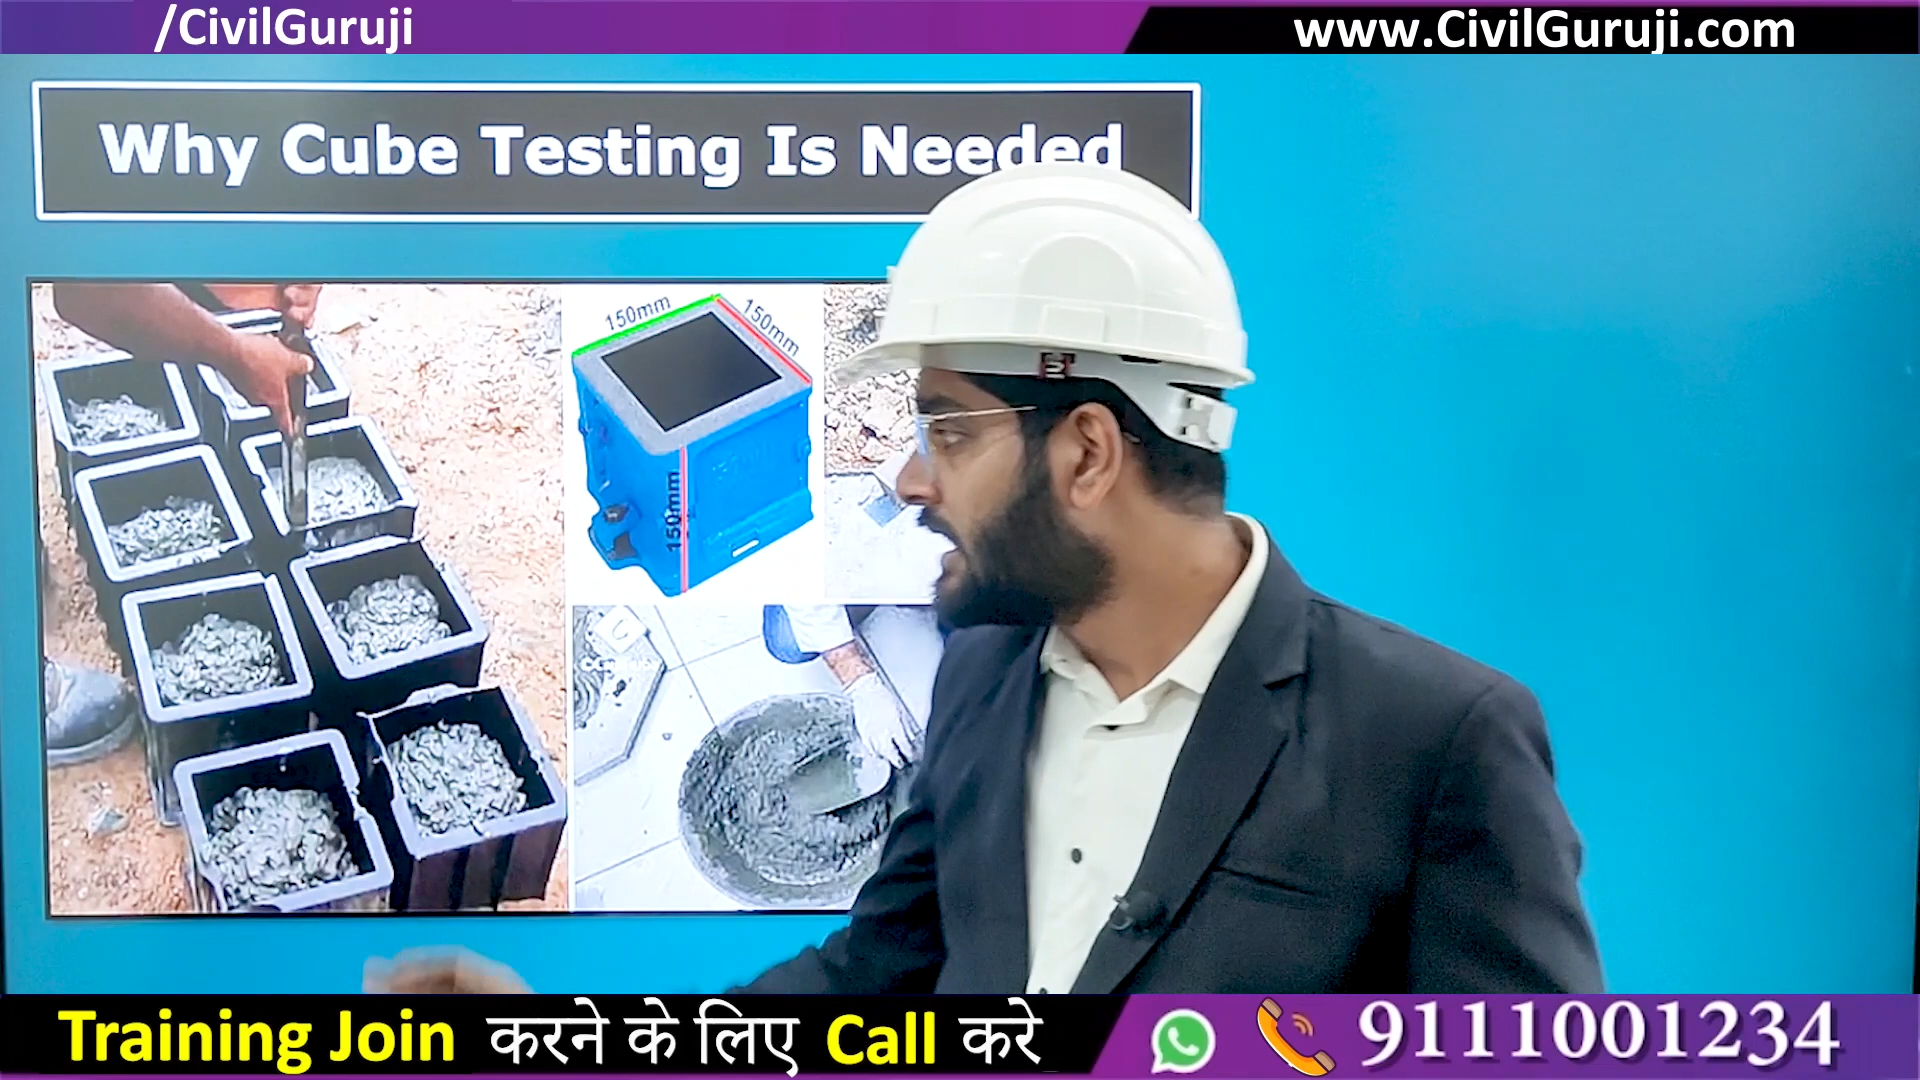 /CivilGuruji
www.CivilGuruji.com
Why Cube Testing Is Needed
150mm
150mm
150mm
Training Join करने के लिए Call करे
9111001234